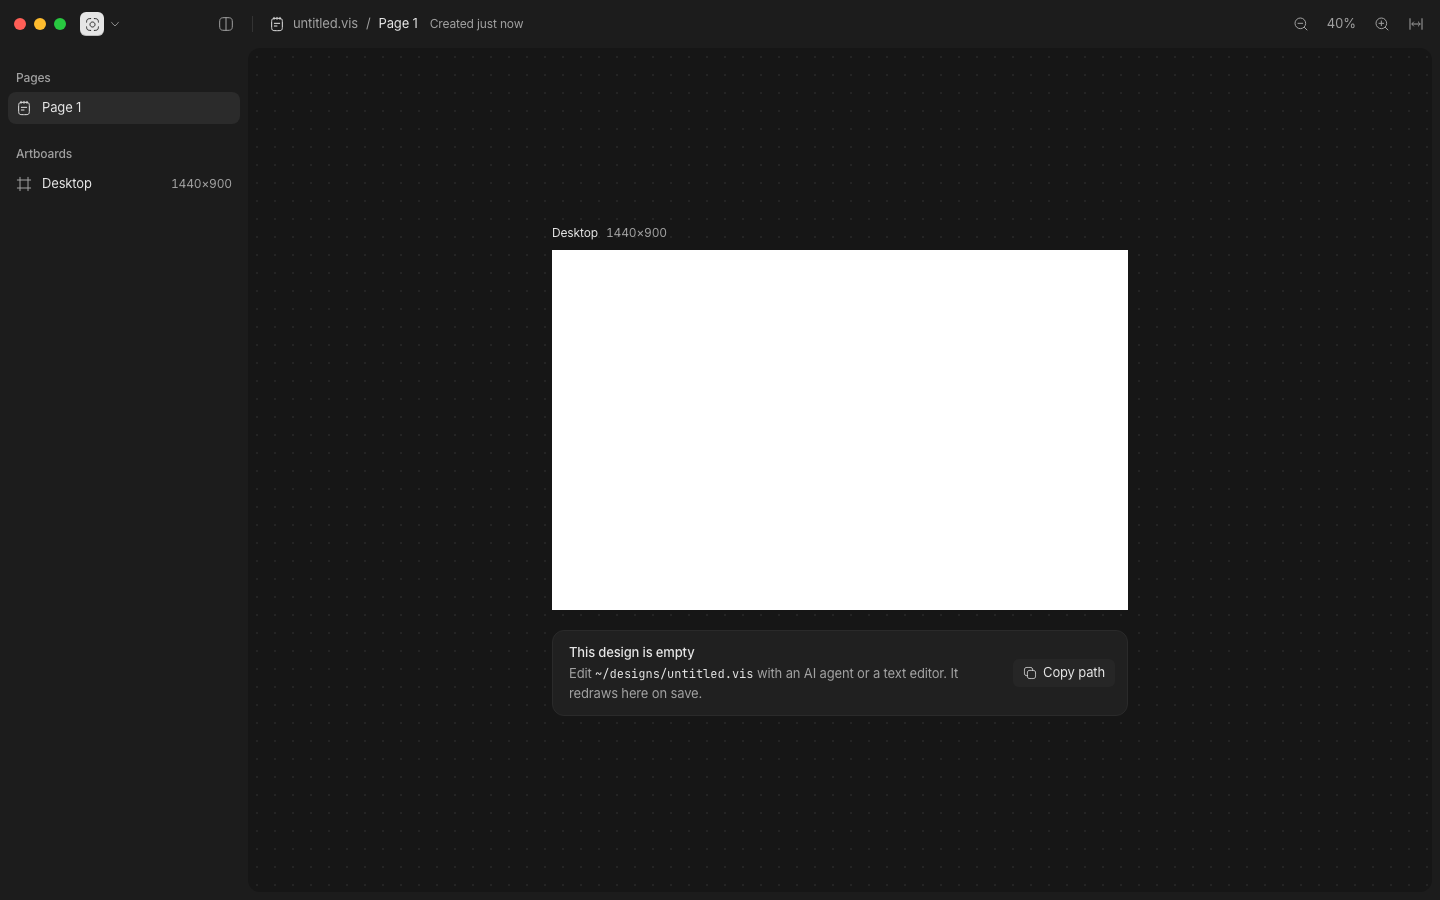 untitled.vis / Page 1 Created just now
40%
Pages
Page 1
Artboards
Desktop 1440×900
Desktop 1440×900
This design is empty
Edit ~/designs/untitled.vis with an AI agent or a text editor. It
redraws here on save.
Copy path